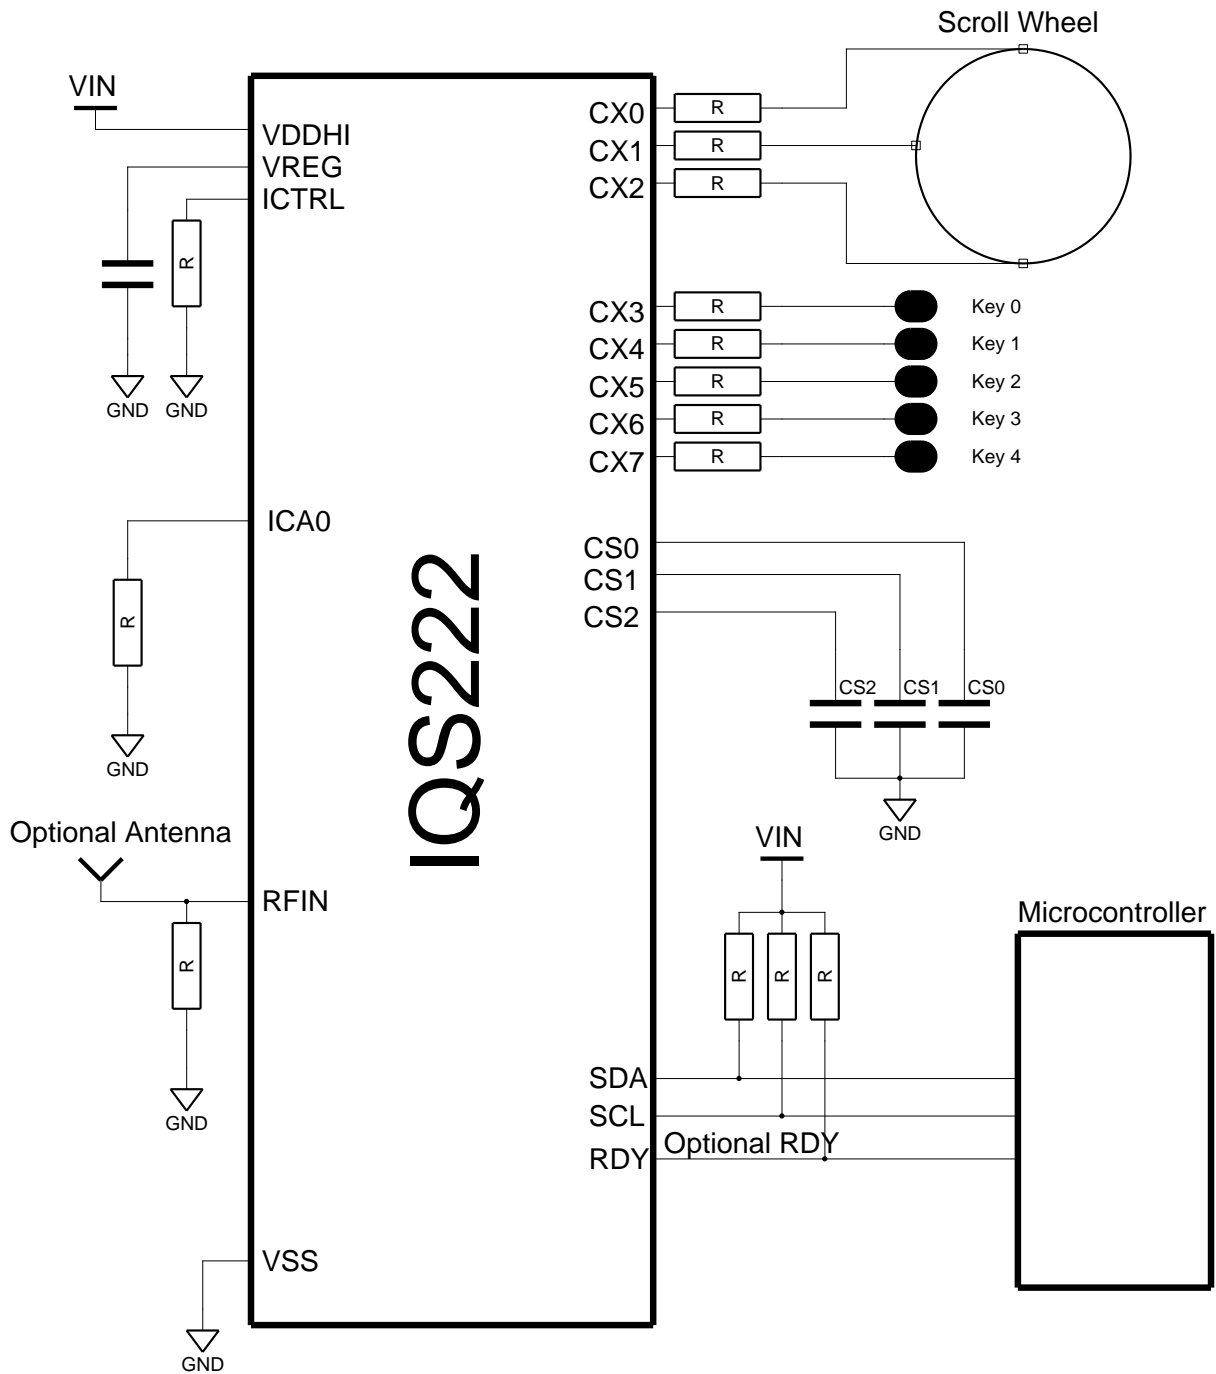 Scroll Wheel
VIN
VDDHI
VREG
ICTRL
R
GND
GND
CX0
R
CX1
R
CX2
R
CX3
R
Key 0
CX4
R
Key 1
CX5
R
Key 2
CX6
R
Key 3
CX7
R
Key 4
ICA0
R
GND
IQS222
CS0
CS1
CS2
CS2
CS1
CS0
GND
Optional Antenna
RFIN
R
GND
VIN
R
R
R
Microcontroller
SDA
SCL
Optional RDY
RDY
VSS
GND